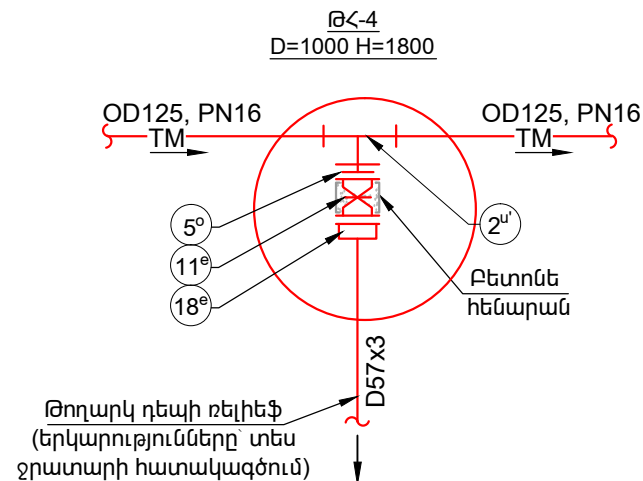 ԹՀ-4
D=1000 H=1800
OD125, PN16
TM
OD125, PN16
TM
5º
11ᵉ
18ᵉ
2ᵘ'
Բետոնե
հենարան
D57x3
Թողարկ դեպի ռելիեֆ
(երկարությունները՝ տես
ջրատարի հատակագծում)